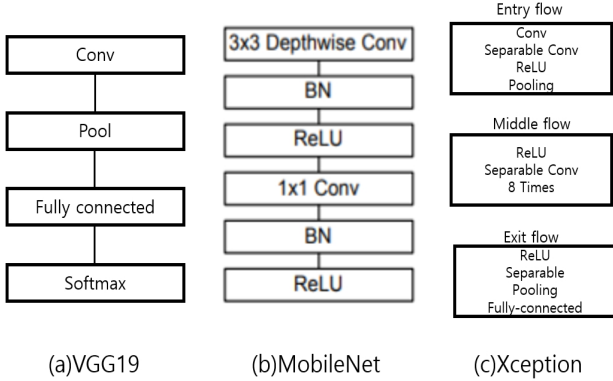 Conv
Pool
Fully connected
Softmax
(a)VGG19
3x3 Depthwise Conv
BN
ReLU
1x1 Conv
BN
ReLU
(b)MobileNet
Entry flow
Conv
Separable Conv
ReLU
Pooling
Middle flow
ReLU
Separable Conv
8 Times
Exit flow
ReLU
Separable
Pooling
Fully-connected
(c)Xception